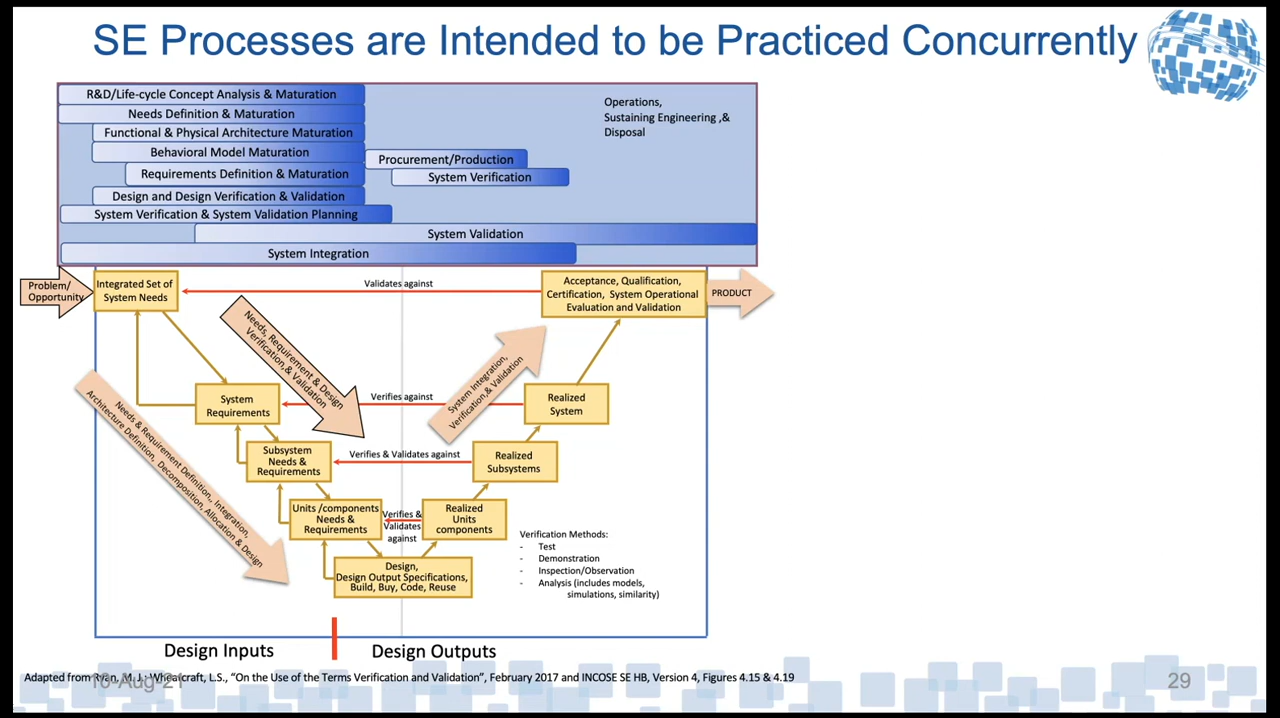 SE Processes are Intended to be Practiced Concurrently
R&D/Life-cycle Concept Analysis & Maturation
Needs Definition & Maturation
Functional & Physical Architecture Maturation
Behavioral Model Maturation
Requirements Definition & Maturation
Design and Design Verification & Validation
System Verification & System Validation Planning
System Validation
System Integration
Procurement/Production
System Verification
Operations,
Sustaining Engineering ,&
Disposal
Problem/
Opportunity
Integrated Set of
System Needs
Validates against
Acceptance, Qualification,
Certification, System Operational
Evaluation and Validation
PRODUCT
Needs, Requirement & Design
Verification,& Validation
System Integration,
Verification,& Validation
Needs & Requirement Definition,, Integration,
Architecture Definition, Decomposition, Allocation & Design
System
Requirements
Verifies against
Realized
System
Subsystem
Needs &
Requirements
Verifies & Validates against
Realized
Subsystems
Units /components
Needs &
Requirements
Verifies &
Validates
against
Realized
Units
components
Design,
Design Output Specifications,
Build, Buy, Code, Reuse
Verification Methods:
- Test
- Demonstration
- Inspection/Observation
- Analysis (includes models,
simulations, similarity)
Design Inputs
Design Outputs
Adapted from Ryan, M. J.; Wheatcraft, L.S., “On the Use of the Terms Verification and Validation”, February 2017 and INCOSE SE HB, Version 4, Figures 4.15 & 4.19
16-Aug-21
29